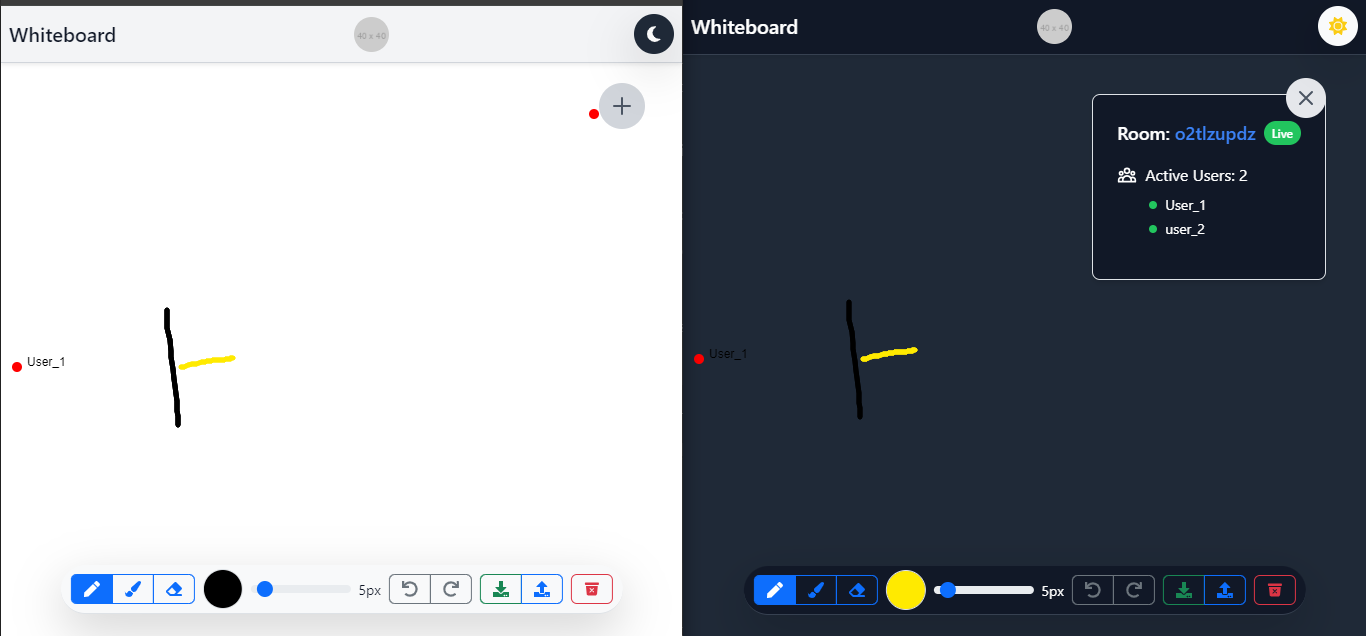 Whiteboard
40 x 40
User_1
5px
Whiteboard
40 x 40
Room: o2tlzupdz Live
Active Users: 2
User_1
user_2
User_1
5px